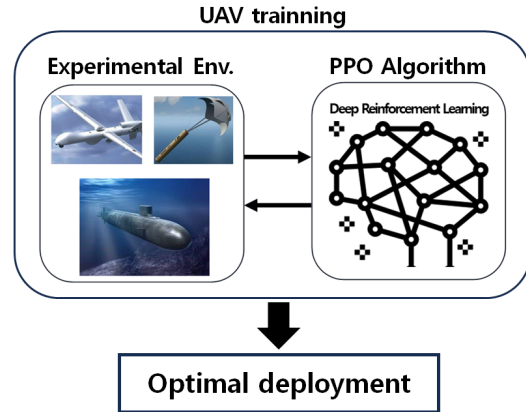 UAV trainning
Experimental Env.
PPO Algorithm
Deep Reinforcement Learning
Optimal deployment